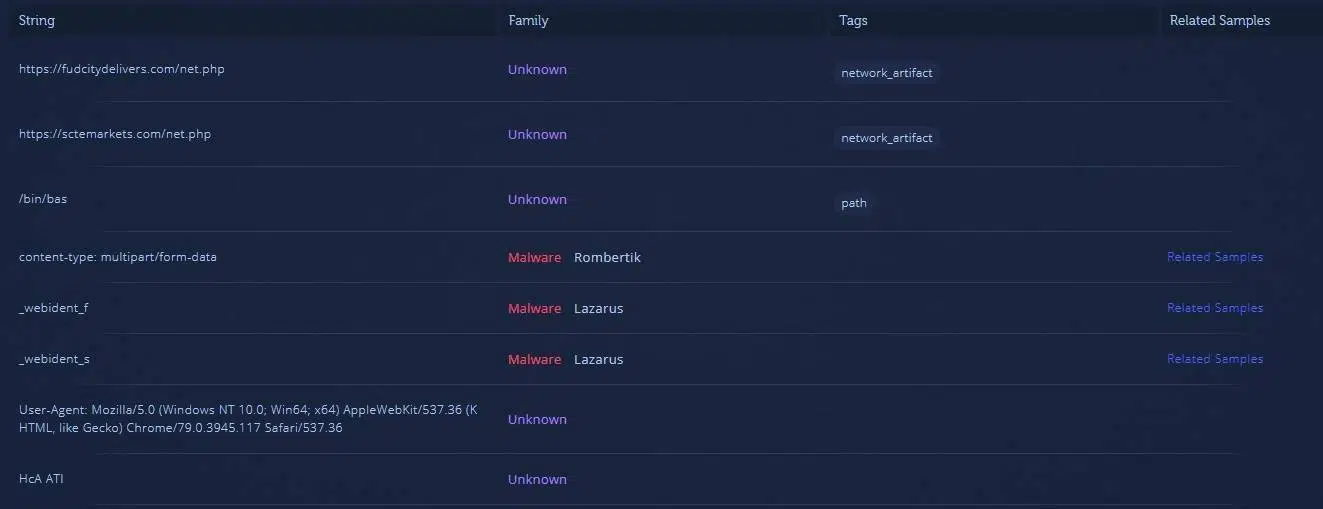 String Family Tags Related Samples
https://fudcitydelivers.com/net.php Unknown network_artifact
https://sctemarkets.com/net.php Unknown network_artifact
/bin/bas Unknown path
content-type: multipart/form-data Malware Rombertik Related Samples
_webident_f Malware Lazarus Related Samples
_webident_s Malware Lazarus Related Samples
User-Agent: Mozilla/5.0 (Windows NT 10.0; Win64; x64) AppleWebKit/537.36 (K
HTML, like Gecko) Chrome/79.0.3945.117 Safari/537.36
Unknown
HcA ATI Unknown